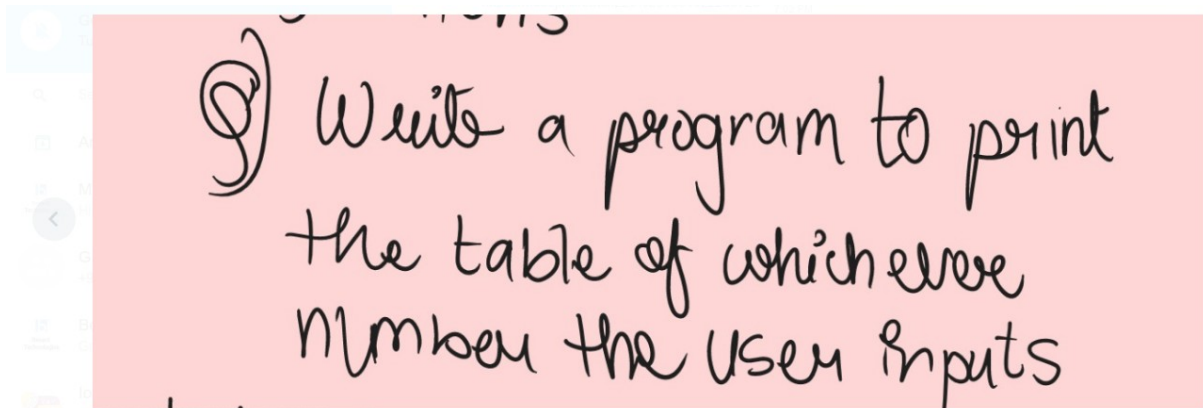 Q) Write a program to print
the table of whichever
number the user inputs